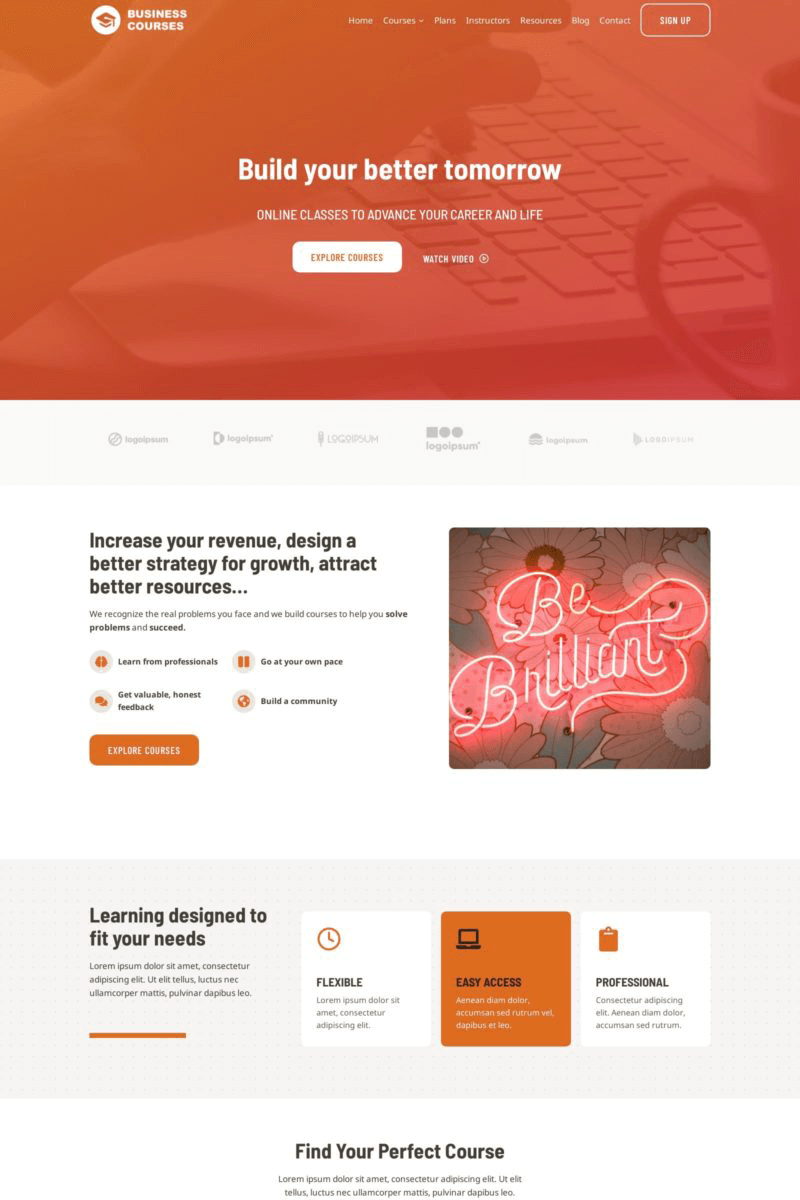 BUSINESS
COURSES
Home Courses Plans Instructors Resources Blog Contact SIGN UP
Build your better tomorrow
ONLINE CLASSES TO ADVANCE YOUR CAREER AND LIFE
EXPLORE COURSES WATCH VIDEO
logoipsum logoipsum® LOGOIPSUM logoipsum® logoipsum LOGOIPSUM
Increase your revenue, design a
better strategy for growth, attract
better resources...
We recognize the real problems you face and we build courses to help you solve
problems and succeed.
Learn from professionals Go at your own pace
Get valuable, honest
feedback
Build a community
EXPLORE COURSES
Be
Brilliant
Learning designed to
fit your needs
Lorem ipsum dolor sit amet, consectetur
adipiscing elit. Ut elit tellus, luctus nec
ullamcorper mattis, pulvinar dapibus leo.
FLEXIBLE
Lorem ipsum dolor sit
amet, consectetur
adipiscing elit.
EASY ACCESS
Aenean diam dolor,
accumsan sed rutrum vel,
dapibus et leo.
PROFESSIONAL
Consectetur adipiscing
elit. Aenean diam dolor,
accumsan sed rutrum.
Find Your Perfect Course
Lorem ipsum dolor sit amet, consectetur adipiscing elit. Ut elit
tellus, luctus nec ullamcorper mattis, pulvinar dapibus leo.